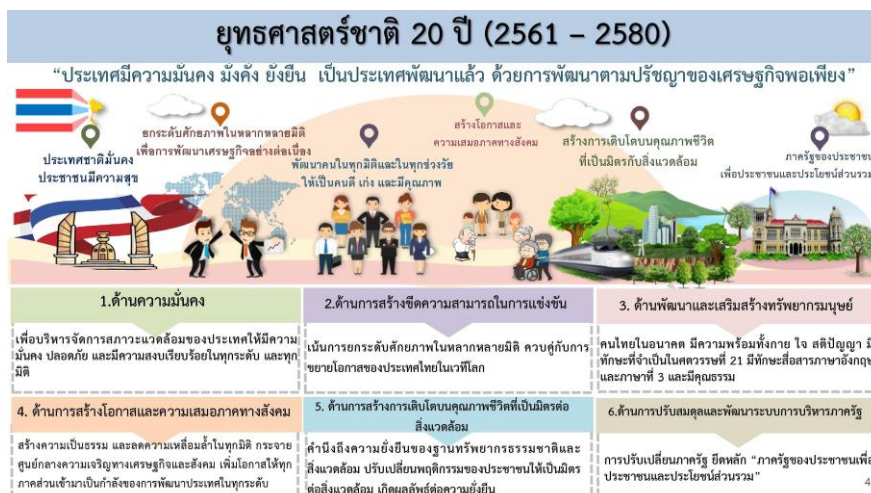 ยุทธศาสตร์ชาติ 20 ปี (2561 – 2580)
“ประเทศมีความมั่นคง มั่งคั่ง ยั่งยืน เป็นประเทศพัฒนาแล้ว ด้วยการพัฒนาตามปรัชญาของเศรษฐกิจพอเพียง”
ประเทศชาติมั่นคง
ประชาชนมีความสุข
ยกระดับศักยภาพในหลากหลายมิติ
เพื่อการพัฒนาเศรษฐกิจอย่างต่อเนื่อง
พัฒนาคนในทุกมิติและในทุกช่วงวัย
ให้เป็นคนดี เก่ง และมีคุณภาพ
สร้างโอกาสและ
ความเสมอภาคทางสังคม
สร้างการเติบโตบนคุณภาพชีวิต
ที่เป็นมิตรกับสิ่งแวดล้อม
ภาครัฐของประชาชน
เพื่อประชาชนและประโยชน์ส่วนรวม
1.ด้านความมั่นคง
เพื่อบริหารจัดการสภาวะแวดล้อมของประเทศให้มีความ
มั่นคง ปลอดภัย และมีความสงบเรียบร้อยในทุกระดับ และทุก
มิติ
2.ด้านการสร้างขีดความสามารถในการแข่งขัน
เน้นการยกระดับศักยภาพในหลากหลายมิติ ควบคู่กับการ
ขยายโอกาสของประเทศไทยในเวทีโลก
3. ด้านพัฒนาและเสริมสร้างทรัพยากรมนุษย์
คนไทยในอนาคต มีความพร้อมทั้งกาย ใจ สติปัญญา มี
ทักษะที่จำเป็นในศตวรรษที่ 21 มีทักษะสื่อสารภาษาอังกฤษ
และภาษาที่ 3 และมีคุณธรรม
4. ด้านการสร้างโอกาสและความเสมอภาคทางสังคม
สร้างความเป็นธรรม และลดความเหลื่อมล้ำในทุกมิติ กระจาย
ศูนย์กลางความเจริญทางเศรษฐกิจและสังคม เพิ่มโอกาสให้ทุก
ภาคส่วนเข้ามาเป็นกำลังของการพัฒนาประเทศในทุกระดับ
5. ด้านการสร้างการเติบโตบนคุณภาพชีวิตที่เป็นมิตรต่อ
สิ่งแวดล้อม
คำนึงถึงความยั่งยืนของฐานทรัพยากรธรรมชาติและ
สิ่งแวดล้อม ปรับเปลี่ยนพฤติกรรมของประชาชนให้เป็นมิตร
ต่อสิ่งแวดล้อม เกิดผลลัพธ์ต่อความยั่งยืน
6.ด้านการปรับสมดุลและพัฒนาระบบการบริหารภาครัฐ
การปรับเปลี่ยนภาครัฐ ยึดหลัก “ภาครัฐของประชาชนเพื่อ
ประชาชนและประโยชน์ส่วนรวม”
4